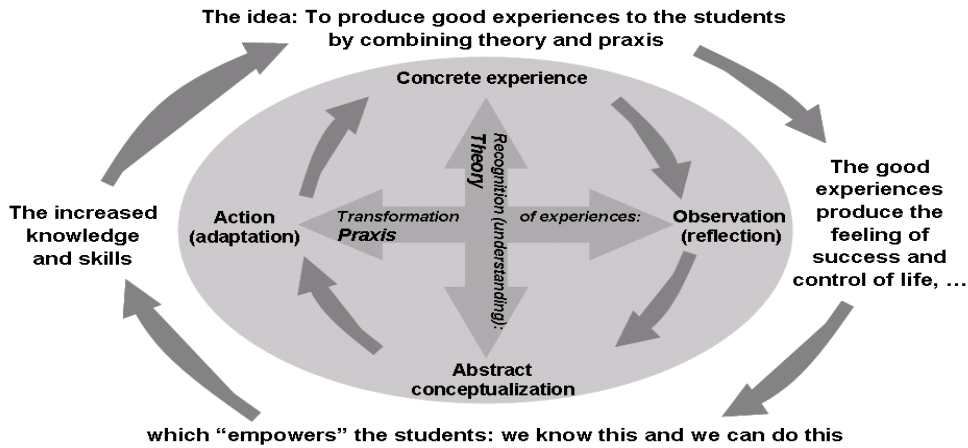 The idea: To produce good experiences to the students
by combining theory and praxis
Concrete experience
Recognition (understanding):
Theory
The increased
knowledge
and skills
Action
(adaptation)
Transformation
Praxis
of experiences:
Observation
(reflection)
The good
experiences
produce the
feeling of
success and
control of life, …
Abstract
conceptualization
which “empowers” the students: we know this and we can do this